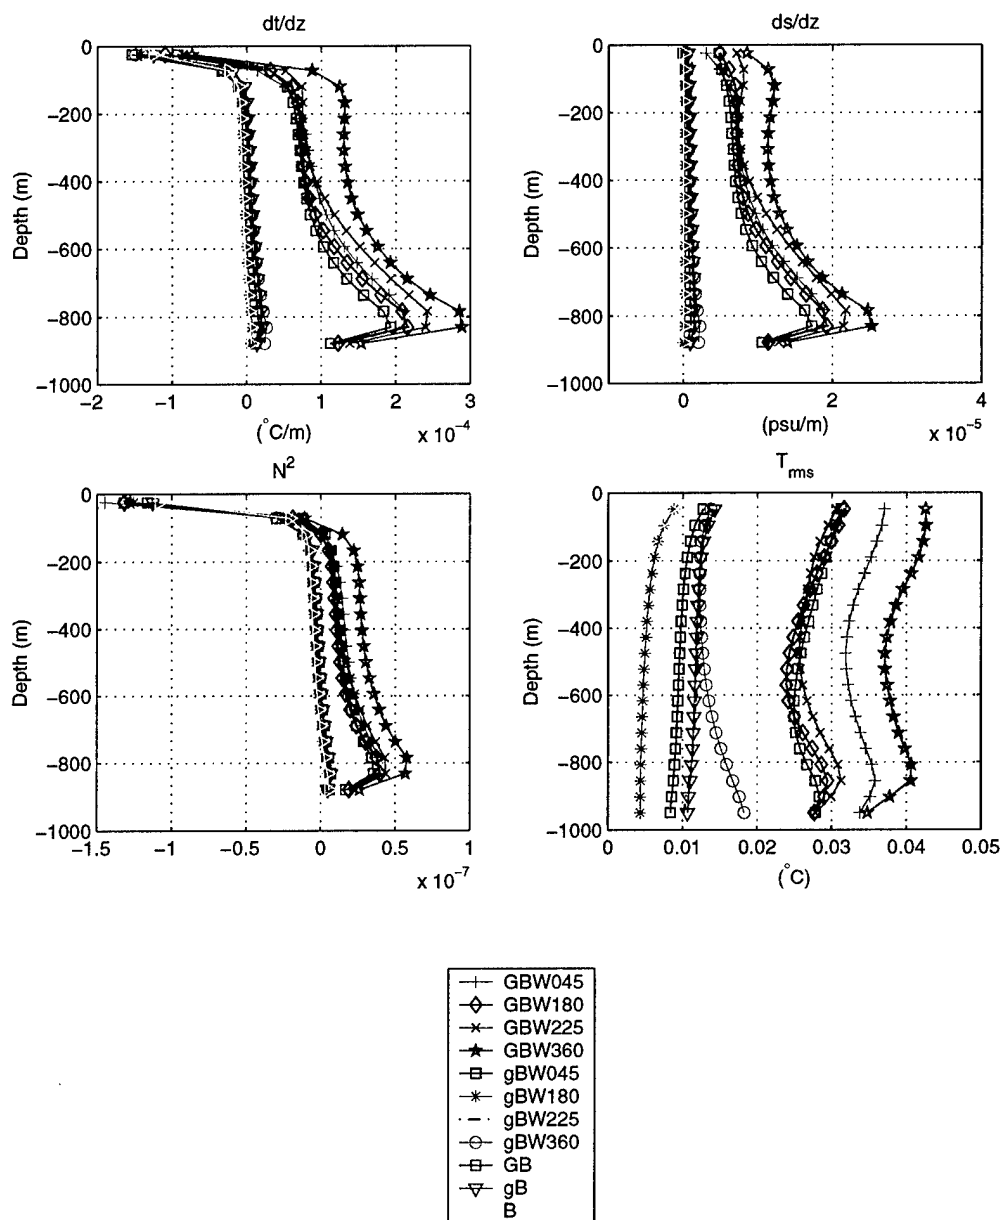 dt/dz
0
−200
−400
−600
−800
−1000
Depth (m)
−2
−1
0
1
2
3
(°C/m)
x 10⁻⁴
ds/dz
0
−200
−400
−600
−800
−1000
Depth (m)
0
2
4
(psu/m)
x 10⁻⁵
N²
0
−200
−400
−600
−800
−1000
Depth (m)
−1.5
−1
−0.5
0
0.5
1
x 10⁻⁷
Trms
0
−200
−400
−600
−800
−1000
Depth (m)
0
0.01
0.02
0.03
0.04
0.05
(°C)
GBW045
GBW180
GBW225
GBW360
gBW045
gBW180
gBW225
gBW360
GB
gB
B